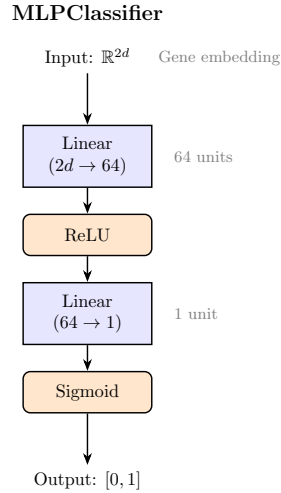 MLPClassifier
Input: ℝ²ᵈ Gene embedding
Linear
(2d → 64)
64 units
ReLU
Linear
(64 → 1)
1 unit
Sigmoid
Output: [0, 1]